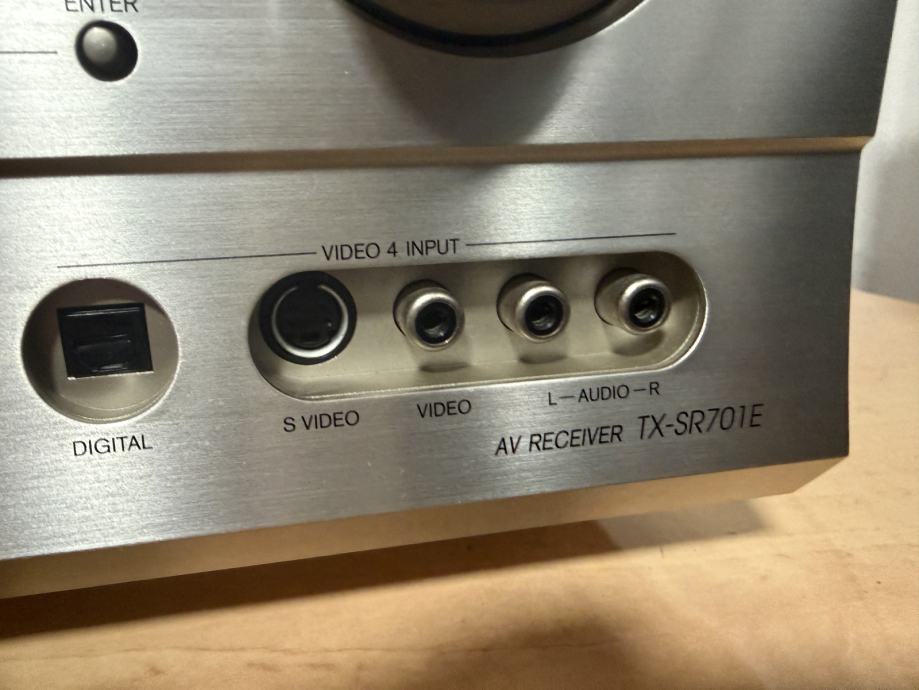 ENTER
VIDEO 4 INPUT
DIGITAL
S VIDEO
VIDEO
L—AUDIO—R
AV RECEIVER TX-SR701E